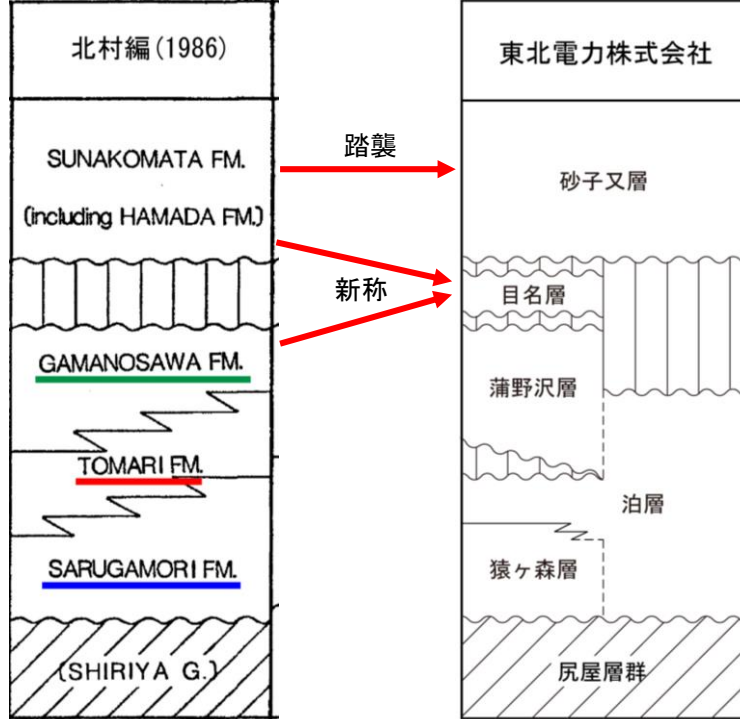 北村編(1986)
SUNAKOMATA FM.
(including HAMADA FM.)
GAMANOSAWA FM.
TOMARI FM.
SARUGAMORI FM.
(SHIRIYA G.)
踏襲
新称
東北電力株式会社
砂子又層
目名層
蒲野沢層
泊層
猿ヶ森層
尻屋層群